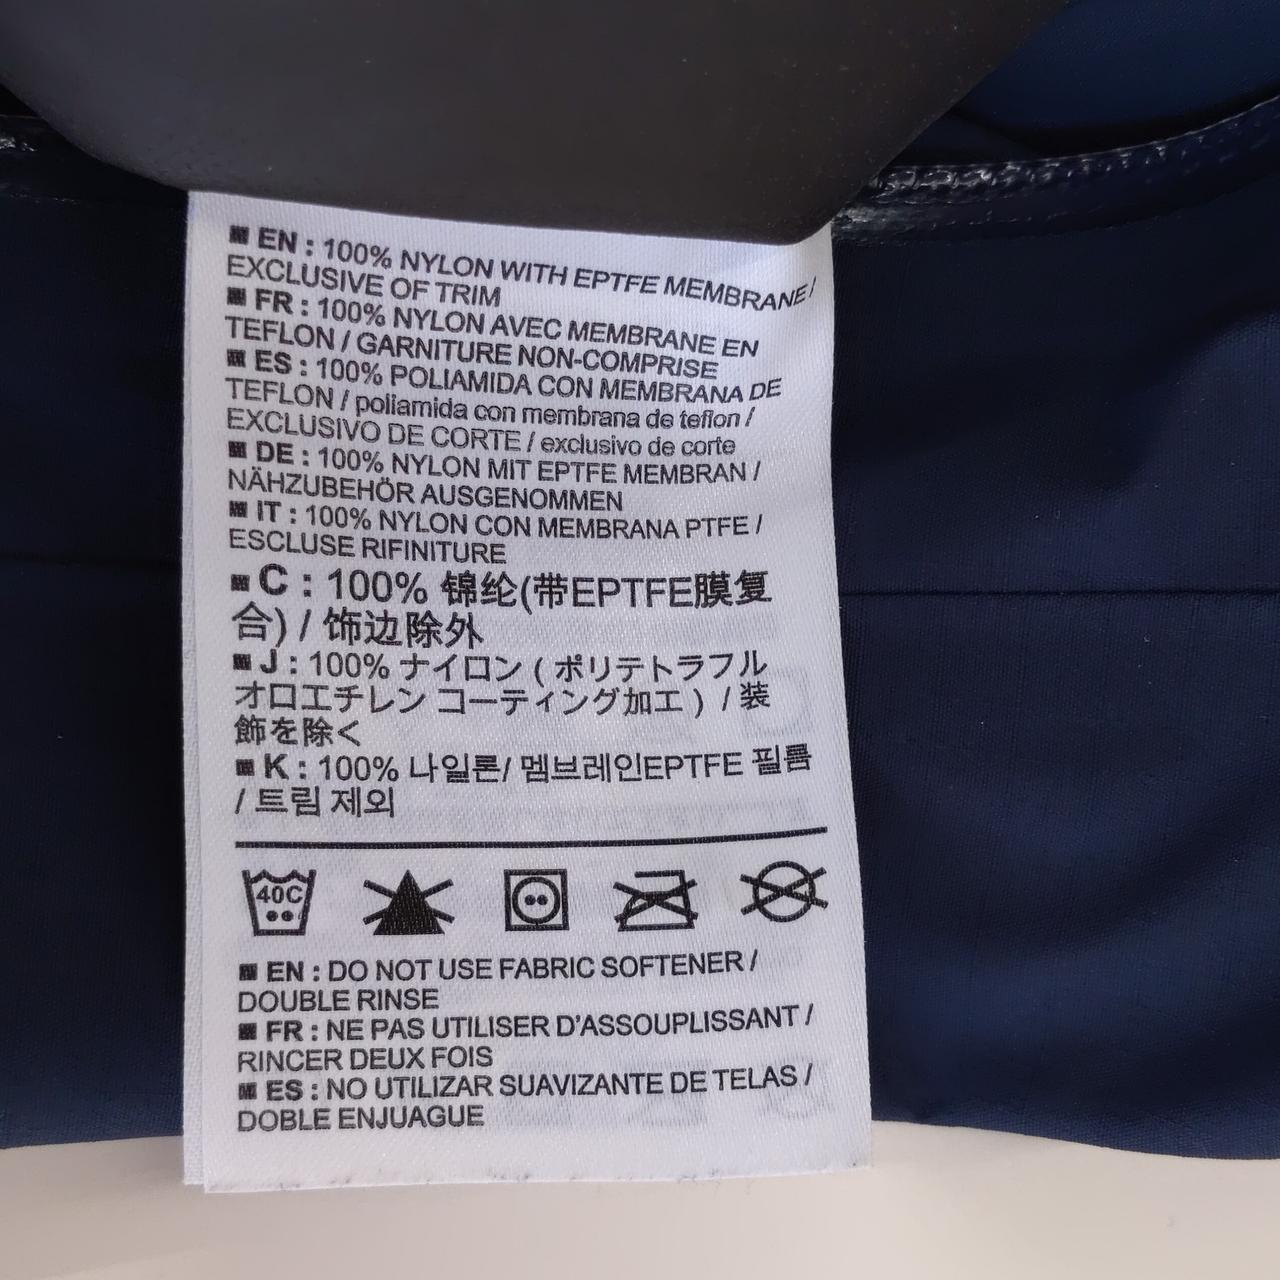 EN : 100% NYLON WITH EPTFE MEMBRANE /
EXCLUSIVE OF TRIM
FR : 100% NYLON AVEC MEMBRANE EN
TEFLON / GARNITURE NON-COMPRISE
ES : 100% POLIAMIDA CON MEMBRANA DE
TEFLON / poliamida con membrana de teflon /
EXCLUSIVO DE CORTE / exclusivo de corte
DE : 100% NYLON MIT EPTFE MEMBRAN /
NÄHZUBEHÖR AUSGENOMMEN
IT : 100% NYLON CON MEMBRANA PTFE /
ESCLUSE RIFINITURE
C : 100% 锦纶(带EPTFE膜复
合) / 饰边除外
J : 100% ナイロン ( ポリテトラフル
オロエチレン コーティング加工 ) / 装
飾を除く
K : 100% 나일론/ 멤브레인EPTFE 필름
/ 트림 제외
40C
EN : DO NOT USE FABRIC SOFTENER /
DOUBLE RINSE
FR : NE PAS UTILISER D'ASSOUPLISSANT /
RINCER DEUX FOIS
ES : NO UTILIZAR SUAVIZANTE DE TELAS /
DOBLE ENJUAGUE